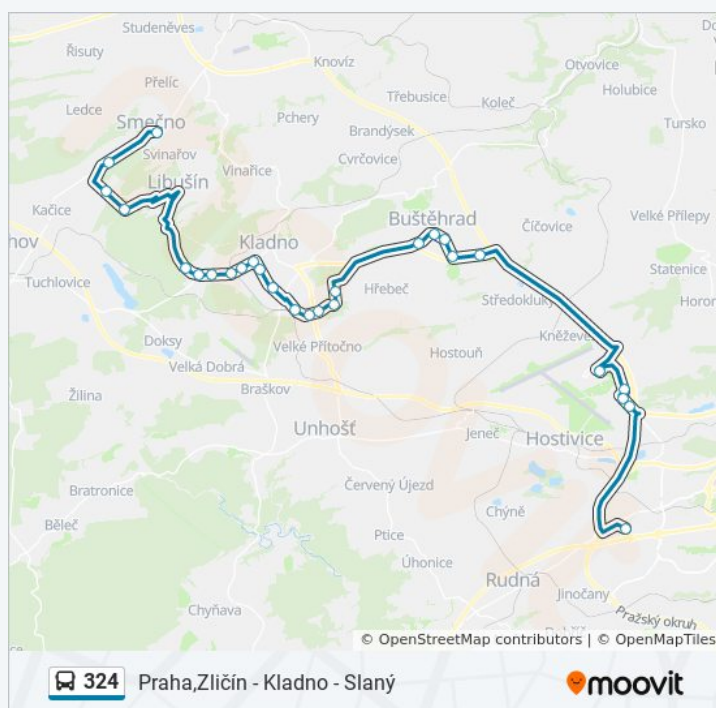 Studeněves
Řisuty
Knovíz
Otvovice
Přelíc
Třebusice
Holubice
Ledce
Koleč
Smečno
Pchery
Brandýsek
Tursko
Svinařov
Cvrčovice
Vinařice
Libušín
Buštěhrad
Kačice
Velké Přílepy
hov
Kladno
Číčovice
Statenice
Tuchlovice
Hřebeč
Středokluky
Horom
Doksy
Kněževes
Velké Přítočno
Hostouň
Velká Dobrá
Braškov
Žilina
Unhošť
Jeneč
Hostivice
Červený Újezd
Bratronice
Chýně
Běleč
Ptice
Úhonice
Rudná
Jinočany
Chyňava
Pražský okruh
© OpenStreetMap contributors | © OpenMapTiles
324 Praha,Zličín - Kladno - Slaný
moovit